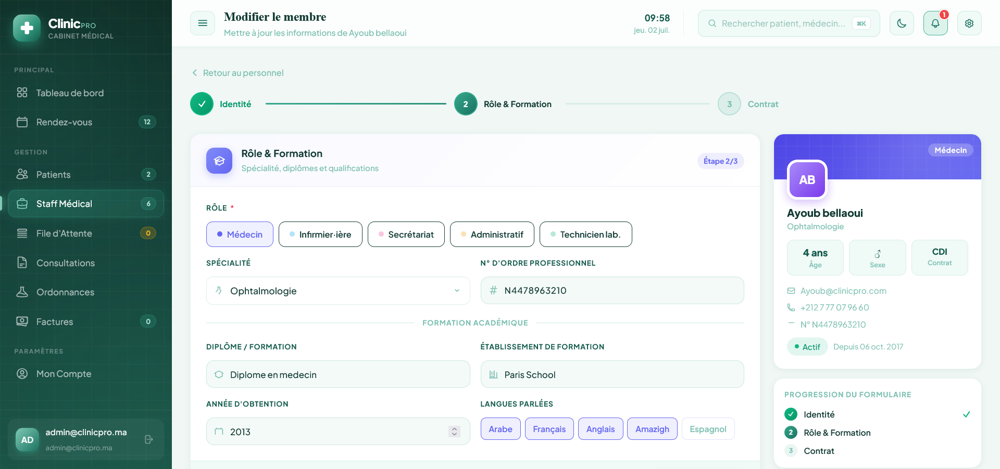 ClinicPRO
CABINET MÉDICAL
PRINCIPAL
Tableau de bord
Rendez-vous
12
GESTION
Patients
2
Staff Médical
6
File d'Attente
0
Consultations
Ordonnances
Factures
0
PARAMÈTRES
Mon Compte
AD
admin@clinicpro.ma
admin@clinicpro.ma
Modifier le membre
Mettre à jour les informations de Ayoub bellaoui
09:58
jeu. 02 juil.
Rechercher patient, médecin...
⌘K
1
Retour au personnel
Identité
2
Rôle & Formation
3
Contrat
Rôle & Formation
Spécialité, diplômes et qualifications
Étape 2/3
RÔLE *
Médecin
Infirmier·ière
Secrétariat
Administratif
Technicien lab.
SPÉCIALITÉ
Ophtalmologie
N° D'ORDRE PROFESSIONNEL
N4478963210
FORMATION ACADÉMIQUE
DIPLÔME / FORMATION
Diplome en medecin
ÉTABLISSEMENT DE FORMATION
Paris School
ANNÉE D'OBTENTION
2013
LANGUES PARLÉES
Arabe
Français
Anglais
Amazigh
Espagnol
Médecin
AB
Ayoub bellaoui
Ophtalmologie
4 ans
Âge
♂
Sexe
CDI
Contrat
Ayoub@clinicpro.com
+212 7 77 07 96 60
N° N4478963210
Actif
Depuis 06 oct. 2017
PROGRESSION DU FORMULAIRE
Identité
2
Rôle & Formation
3
Contrat